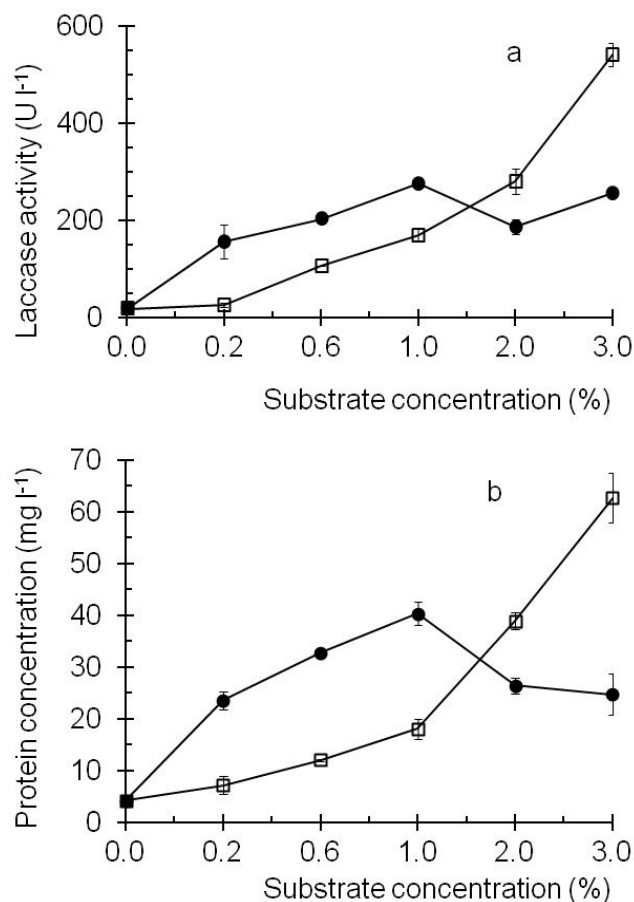 600
a
400
200
0
Laccase activity (U l-1)
0.0 0.2 0.6 1.0 2.0 3.0
Substrate concentration (%)
70
b
60
50
40
30
20
10
0
Protein concentration (mg l-1)
0.0 0.2 0.6 1.0 2.0 3.0
Substrate concentration (%)